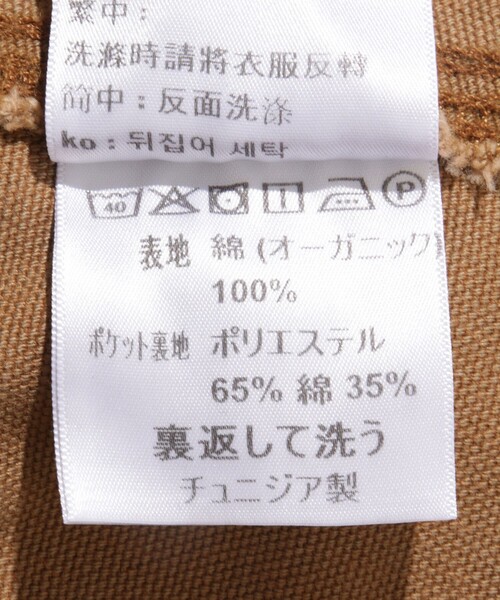 繁中：
洗滌時請將衣服反轉
简中：反面洗涤
ko : 뒤집어 세탁
40 P
表地 綿 (オーガニック)
100%
ポケット裏地 ポリエステル
65% 綿 35%
裏返して洗う
チュニジア製